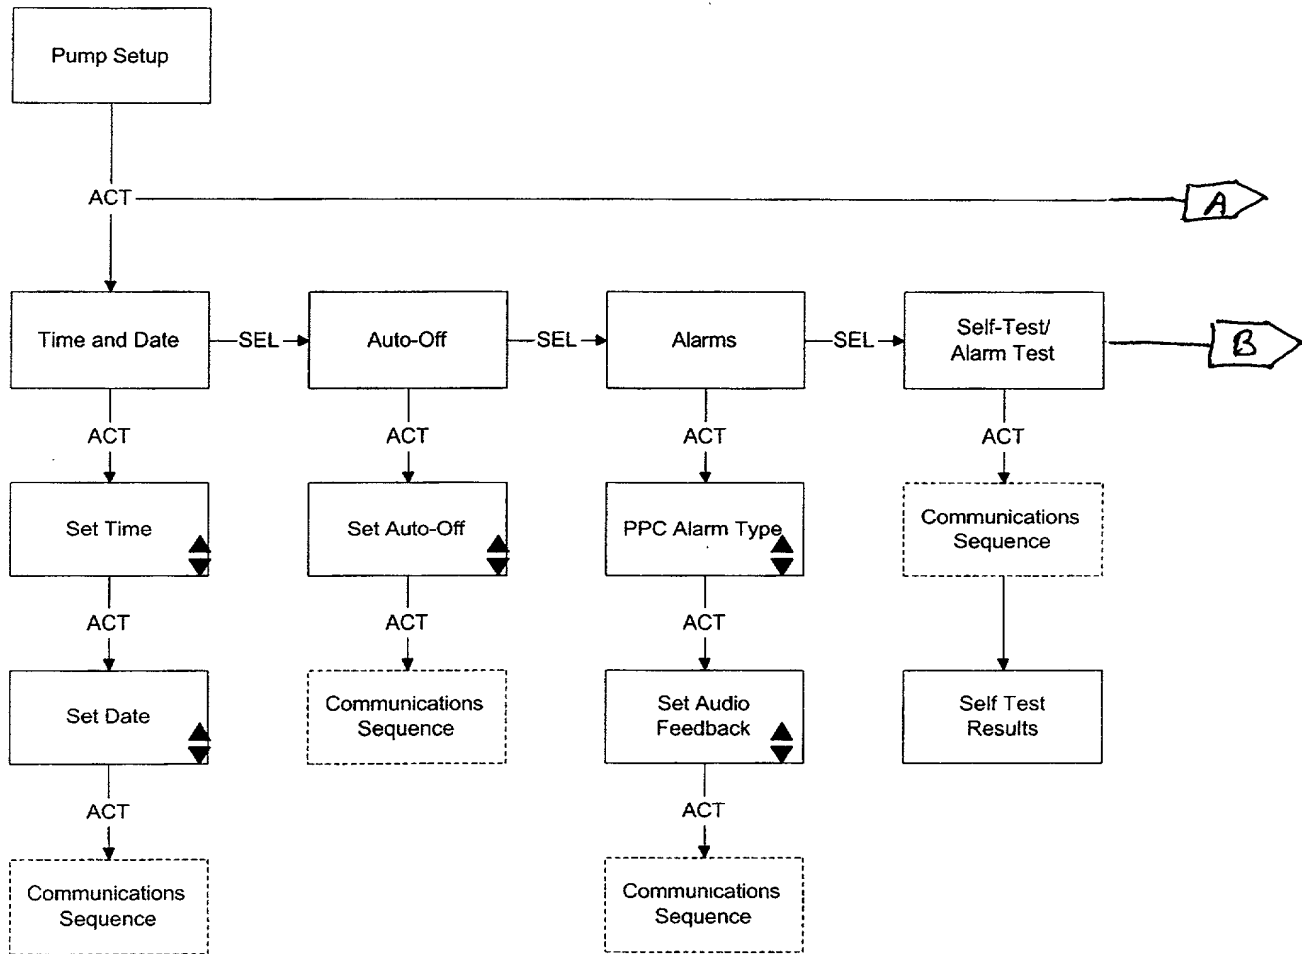 Pump Setup
ACT
A
Time and Date
SEL
Auto-Off
SEL
Alarms
SEL
Self-Test/
Alarm Test
B
ACT
ACT
ACT
ACT
Set Time
Set Auto-Off
PPC Alarm Type
Communications
Sequence
ACT
ACT
ACT
Set Date
Communications
Sequence
Set Audio
Feedback
Self Test
Results
ACT
ACT
Communications
Sequence
Communications
Sequence